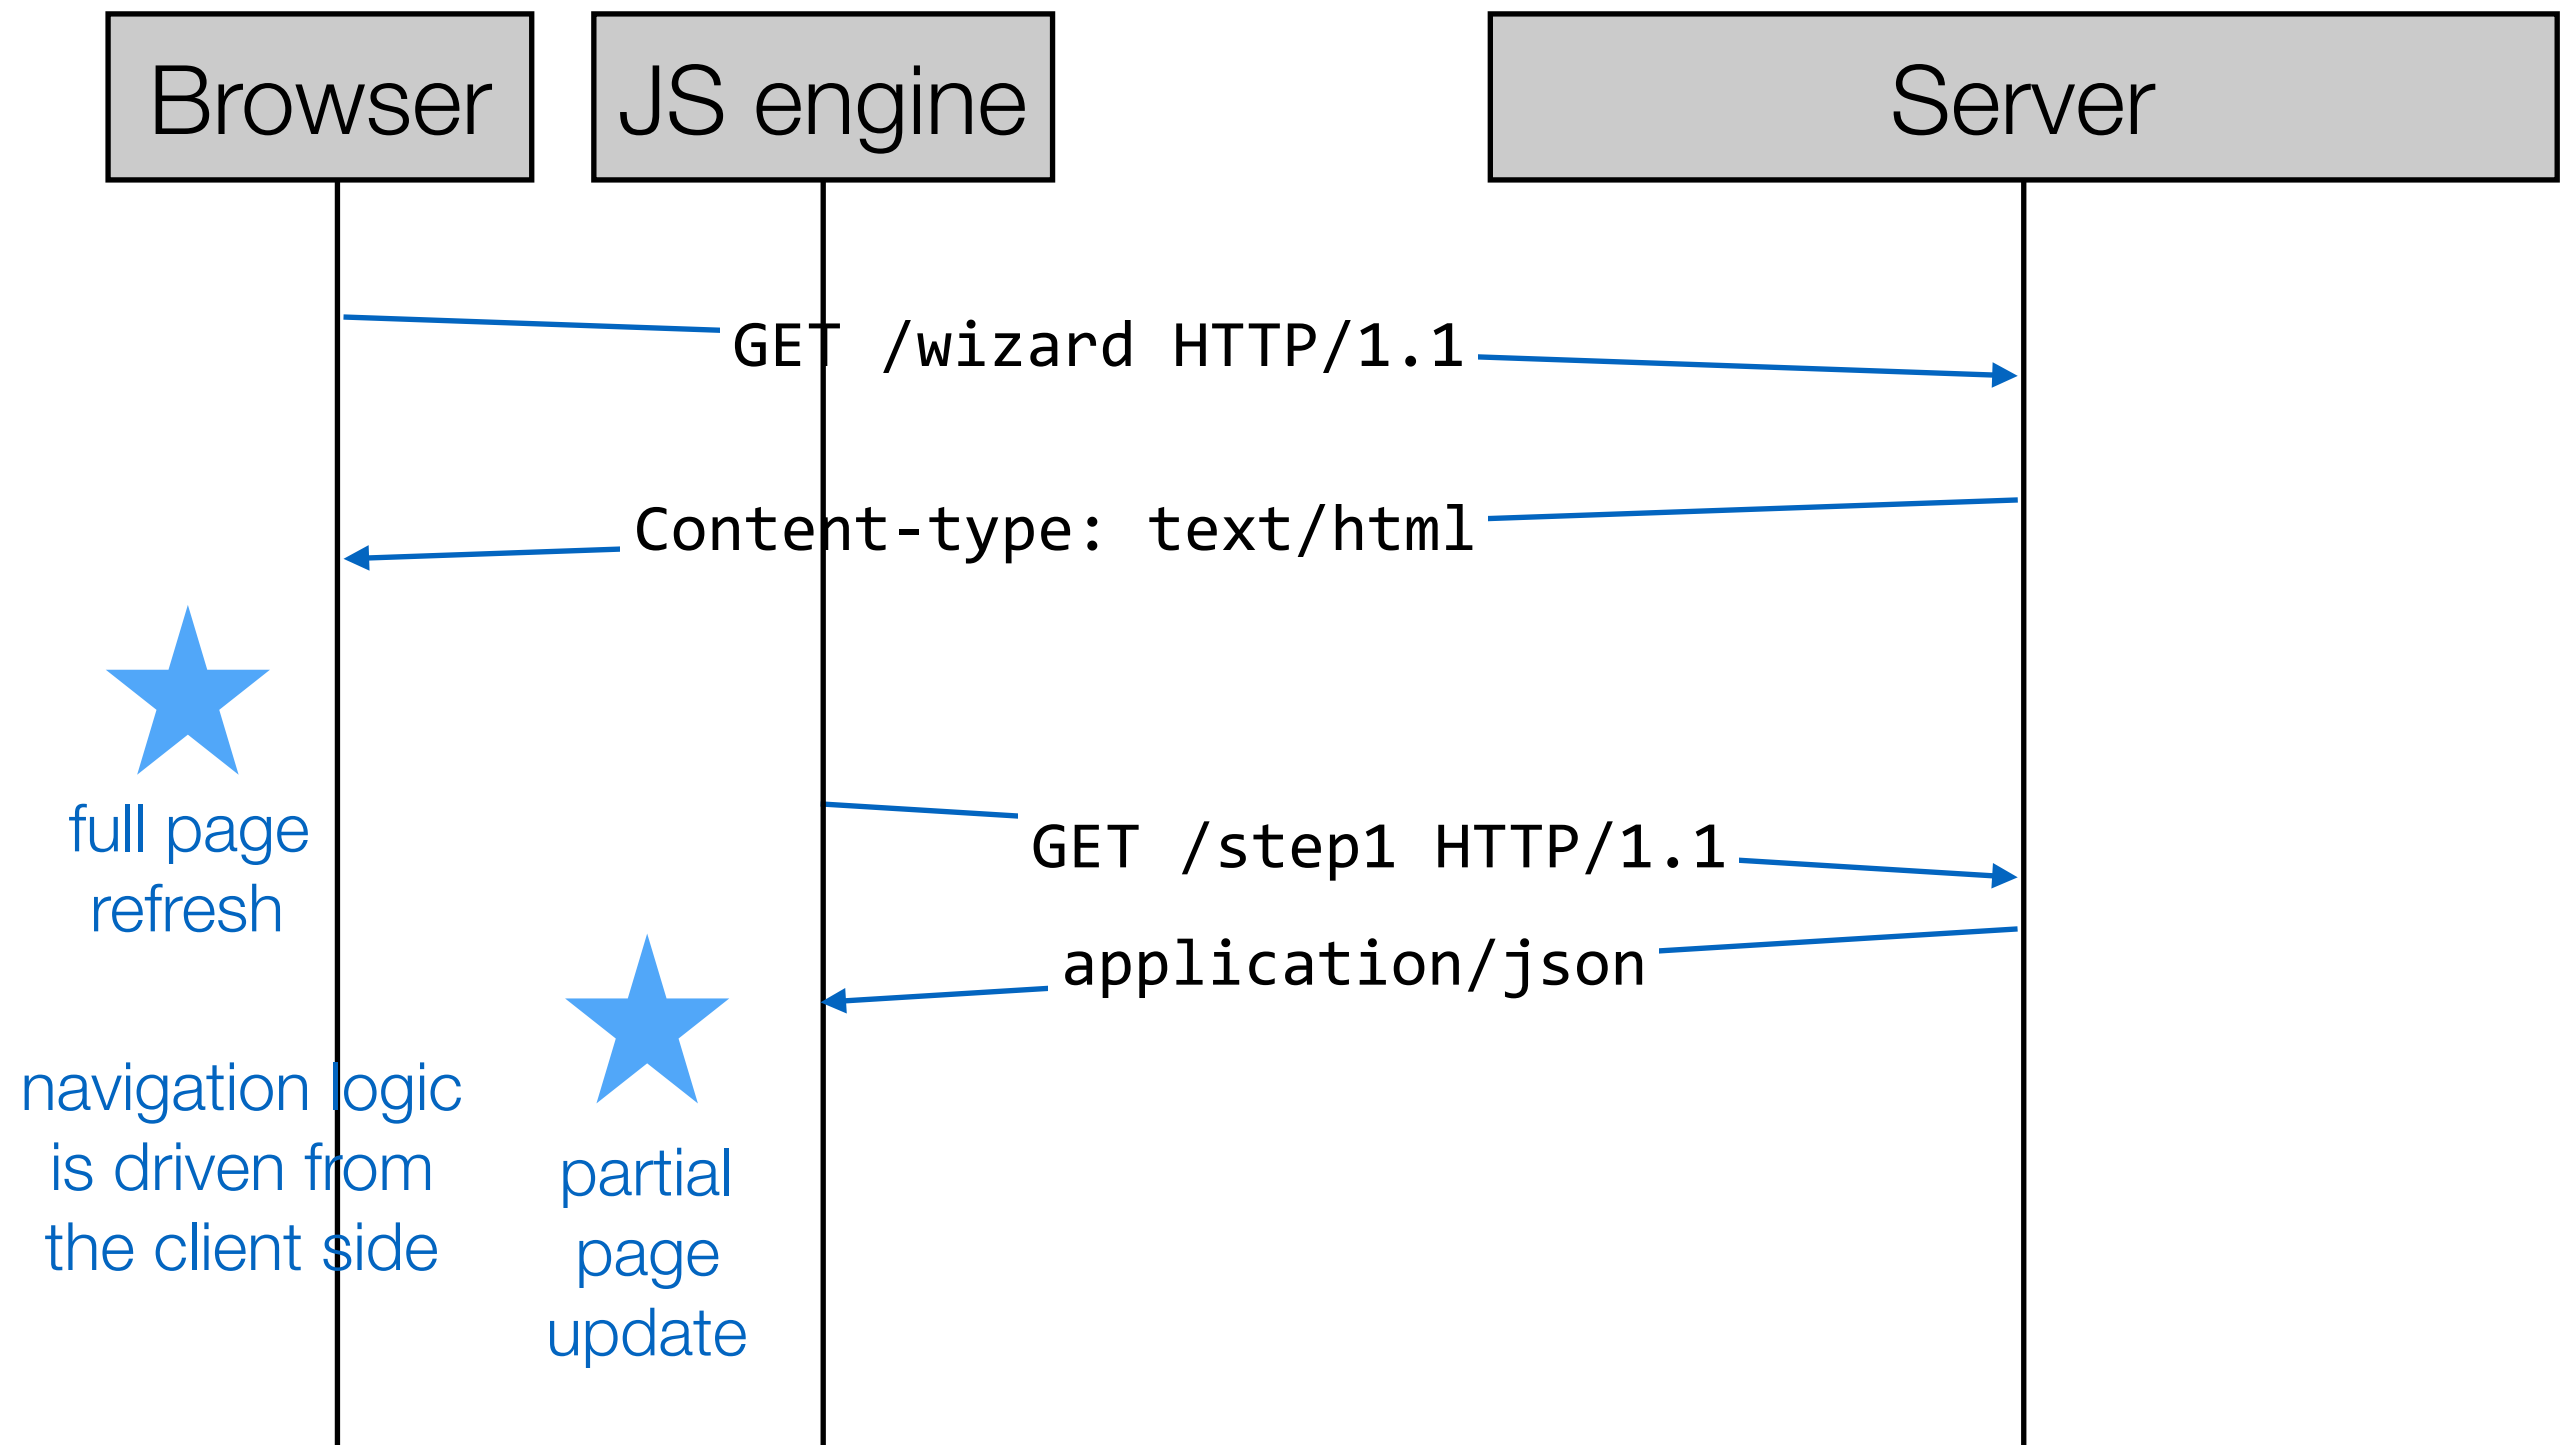 Browser
JS engine
Server
GET /wizard HTTP/1.1
Content-type: text/html
full page
refresh
GET /step1 HTTP/1.1
application/json
navigation logic
is driven from
the client side
partial
page
update